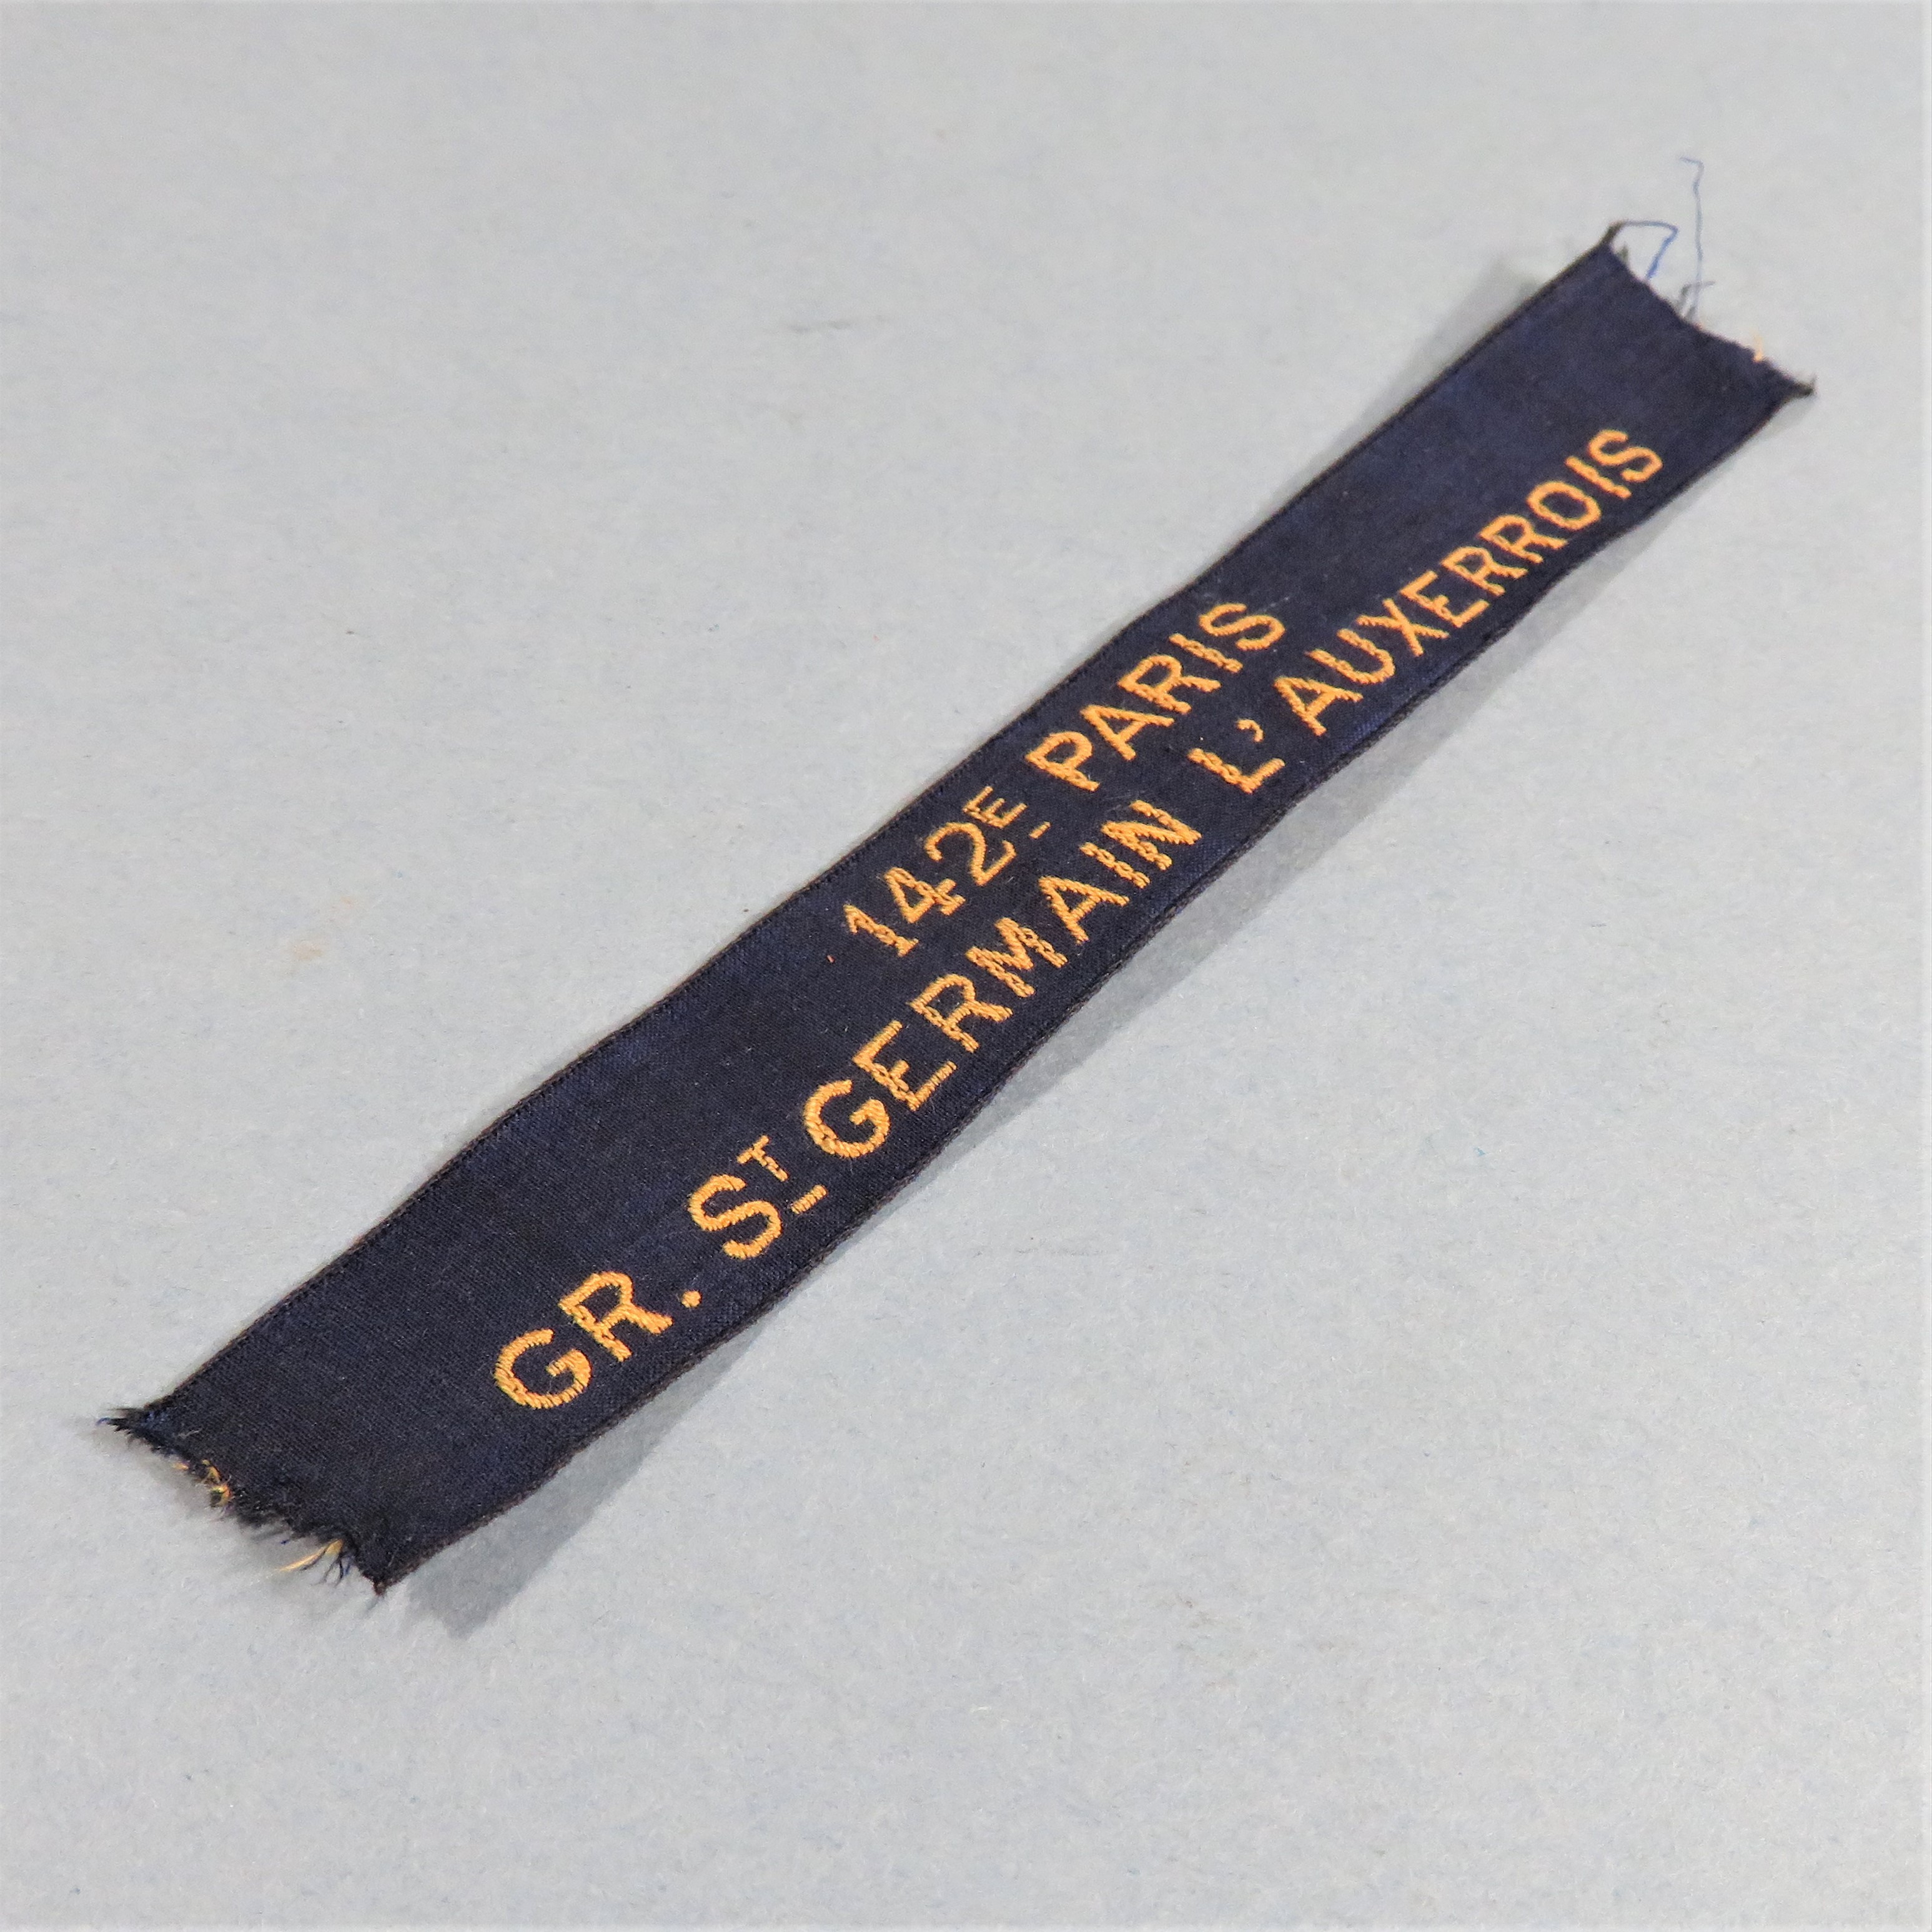 142E. PARIS
GR. ST GERMAIN L'AUXERROIS